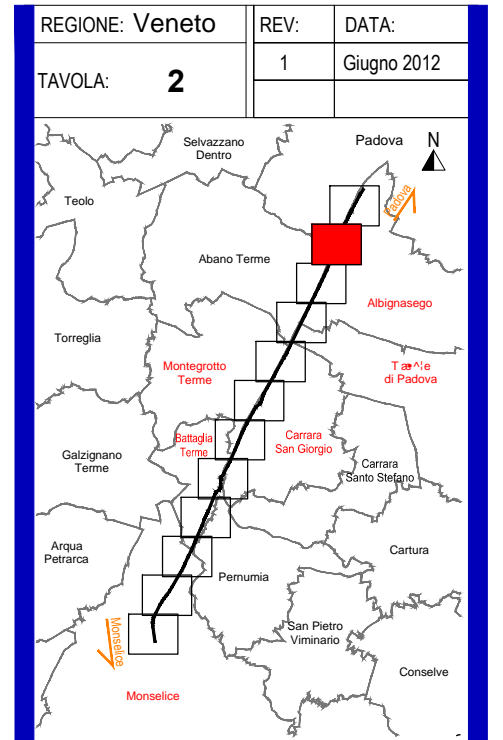 REGIONE: Veneto
REV:
DATA:
TAVOLA: 2
1
Giugno 2012
Selvazzano
Dentro
Padova
N
Teolo
Padova
Abano Terme
Albignasego
Torreglia
Montegrotto
Terme
di Padova
Battaglia
Terme
Carrara
San Giorgio
Galzignano
Terme
Carrara
Santo Stefano
Arqua
Petrarca
Cartura
Pernumia
Monselice
San Pietro
Viminario
Conselve
Monselice